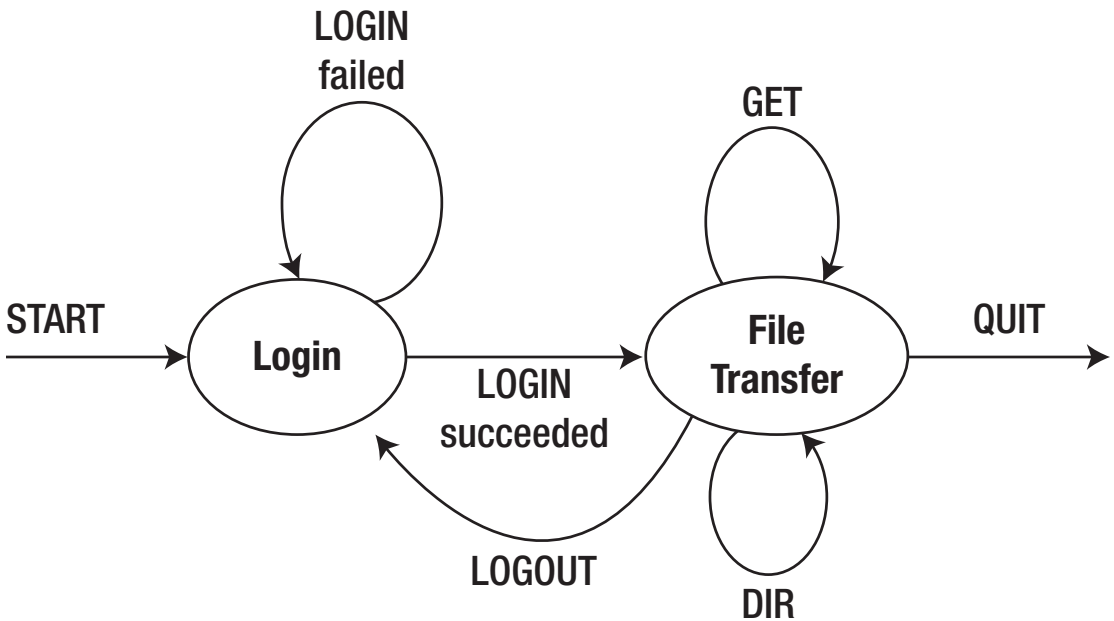 LOGIN
failed
GET
START
Login
LOGIN
succeeded
File
Transfer
QUIT
LOGOUT
DIR